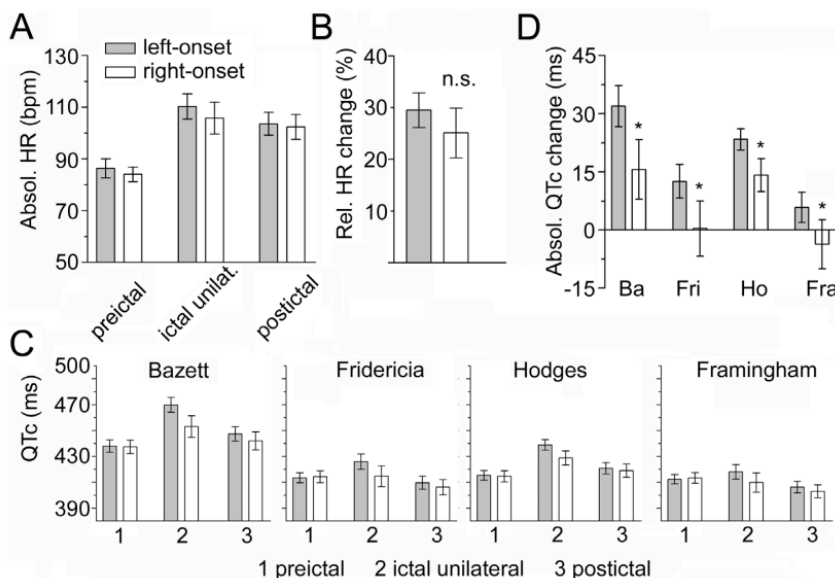 A
left-onset
right-onset
Absol. HR (bpm)
130
110
90
70
50
preictal
ictal unilat.
postictal
B
Rel. HR change (%)
40
30
20
10
n.s.
D
Absol. QTc change (ms)
45
30
15
0
-15
*
*
*
*
Ba
Fri
Ho
Fra
C
QTc (ms)
500
470
430
390
Bazett
Fridericia
Hodges
Framingham
1 2 3
1 2 3
1 2 3
1 2 3
1 preictal 2 ictal unilateral 3 postictal